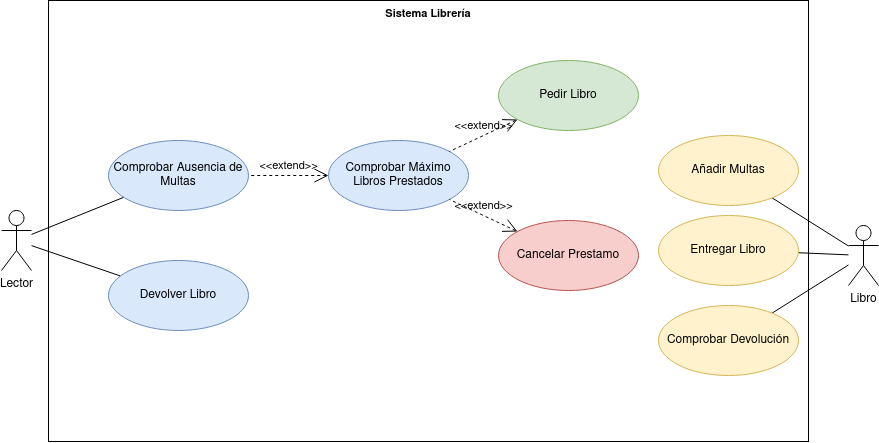 Sistema Librería
<<extend>>
Pedir Libro
Comprobar Ausencia de
Multas
<<extend>>
Comprobar Máximo
Libros Prestados
Añadir Multas
<<extend>>
Cancelar Prestamo
Entregar Libro
Lector
Devolver Libro
Libro
Comprobar Devolución